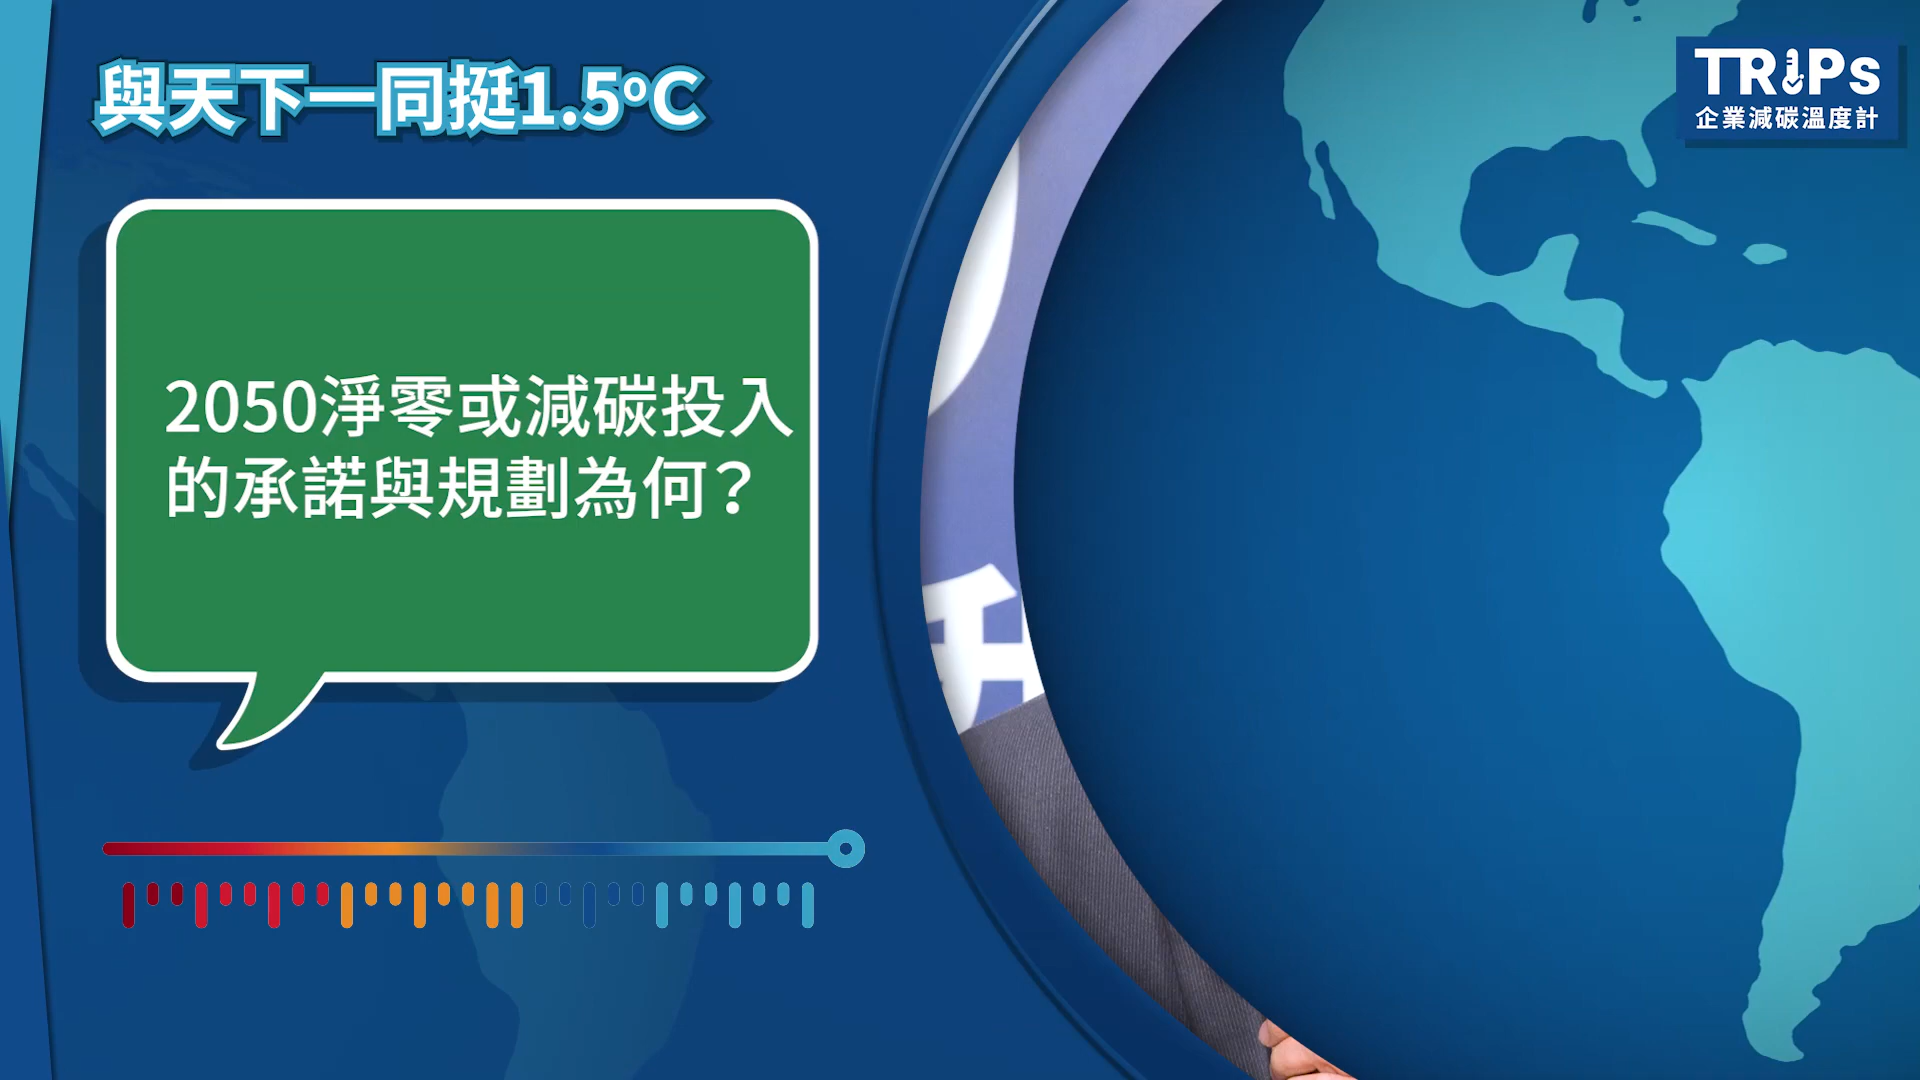 與天下一同挺1.5ºC
TRiPs
企業減碳溫度計
2050淨零或減碳投入
的承諾與規劃為何？